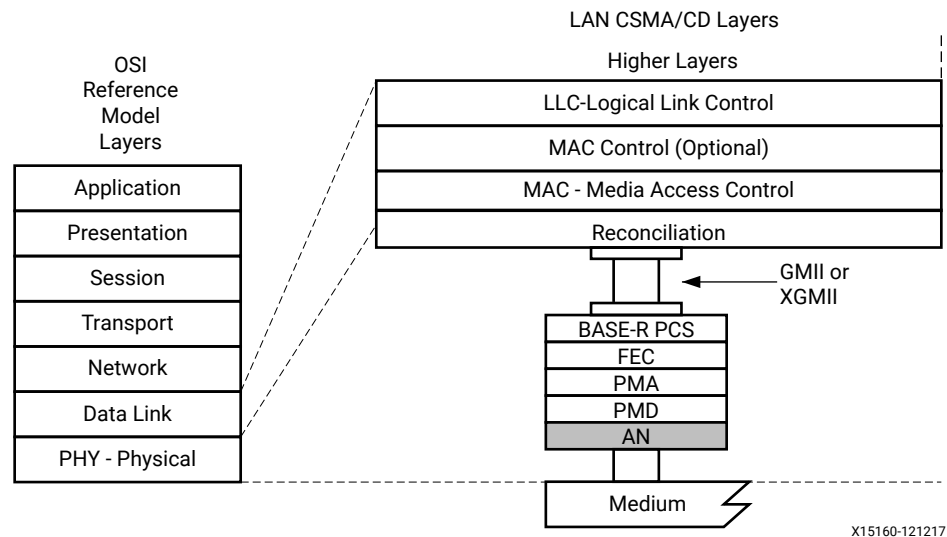 LAN CSMA/CD Layers
OSI
Reference
Model
Layers
Higher Layers
LLC-Logical Link Control
MAC Control (Optional)
MAC - Media Access Control
Reconciliation
Application
Presentation
Session
Transport
Network
Data Link
PHY - Physical
GMII or
XGMII
BASE-R PCS
FEC
PMA
PMD
AN
Medium
X15160-121217